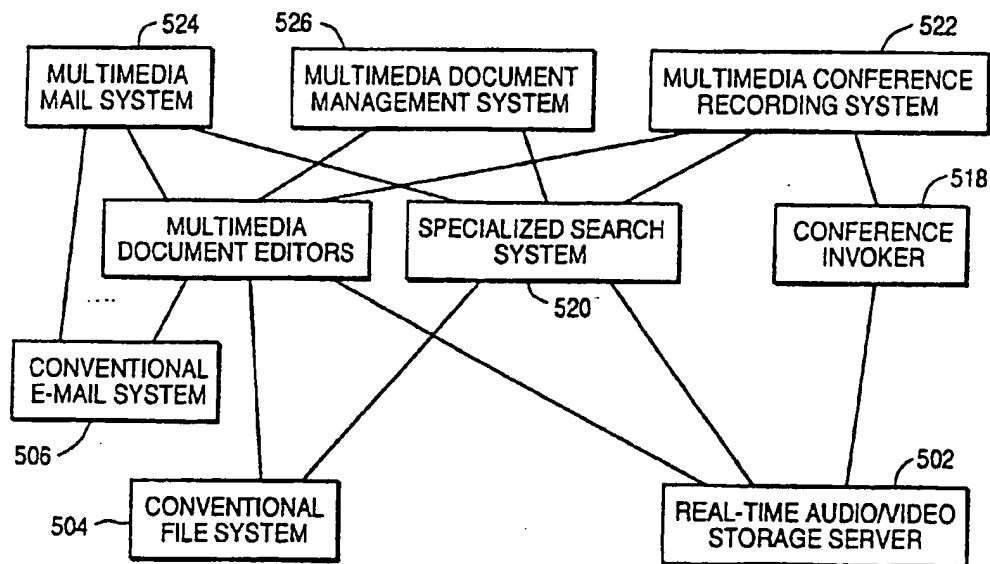 524
526
522
MULTIMEDIA
MAIL SYSTEM
MULTIMEDIA DOCUMENT
MANAGEMENT SYSTEM
MULTIMEDIA CONFERENCE
RECORDING SYSTEM
518
MULTIMEDIA
DOCUMENT EDITORS
SPECIALIZED SEARCH
SYSTEM
CONFERENCE
INVOKER
520
CONVENTIONAL
E-MAIL SYSTEM
506
502
504
CONVENTIONAL
FILE SYSTEM
REAL-TIME AUDIO/VIDEO
STORAGE SERVER